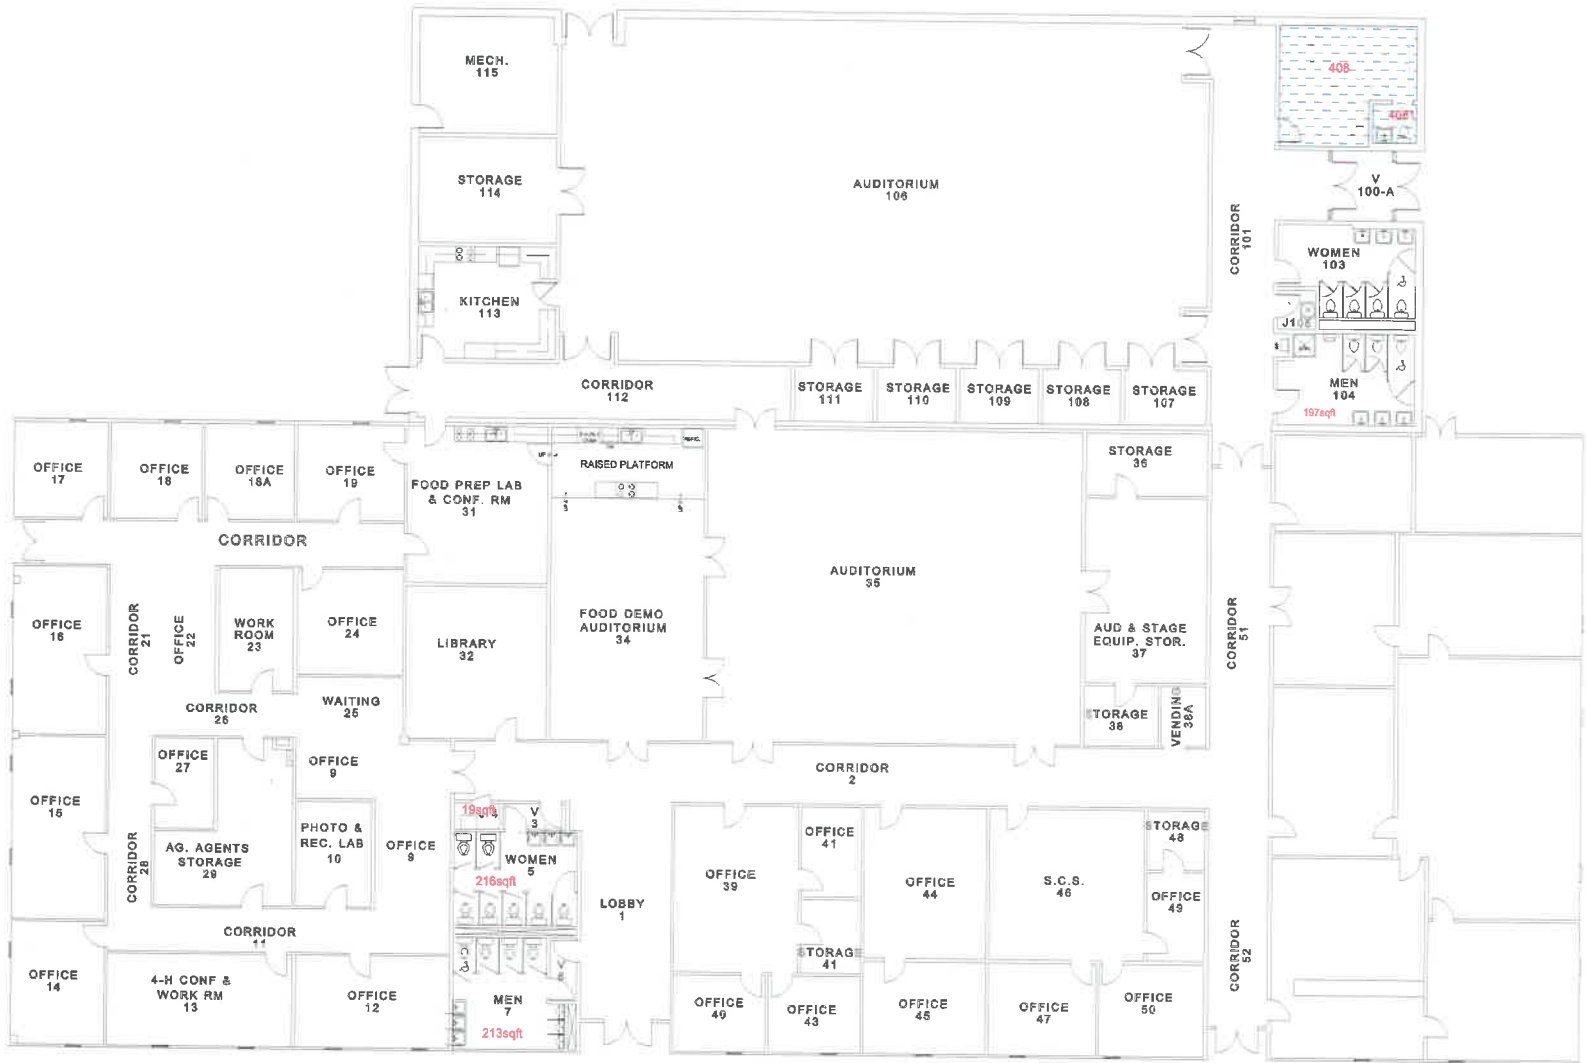 MECH.
115
408
408
STORAGE
114
AUDITORIUM
106
V
100-A
CORRIDOR
101
WOMEN
103
KITCHEN
113
MEN
104
197sqft
CORRIDOR
112
STORAGE
111
STORAGE
110
STORAGE
109
STORAGE
108
STORAGE
107
OFFICE
17
OFFICE
18
OFFICE
18A
OFFICE
19
FOOD PREP LAB
& CONF. RM
31
RAISED PLATFORM
STORAGE
36
CORRIDOR
AUDITORIUM
35
OFFICE
16
CORRIDOR
21
OFFICE
22
WORK
ROOM
23
OFFICE
24
LIBRARY
32
FOOD DEMO
AUDITORIUM
34
AUD & STAGE
EQUIP. STOR.
37
CORRIDOR
51
CORRIDOR
26
WAITING
25
STORAGE
38
VENDING
38A
OFFICE
27
OFFICE
9
CORRIDOR
2
OFFICE
15
CORRIDOR
28
AG. AGENTS
STORAGE
29
PHOTO &
REC. LAB
10
OFFICE
9
19sqft
V
3
WOMEN
5
216sqft
LOBBY
1
OFFICE
39
OFFICE
41
OFFICE
44
S.C.S.
46
STORAGE
48
OFFICE
49
CORRIDOR
11
STORAGE
41
CORRIDOR
52
OFFICE
14
4-H CONF &
WORK RM
13
OFFICE
12
MEN
7
213sqft
OFFICE
40
OFFICE
43
OFFICE
45
OFFICE
47
OFFICE
50